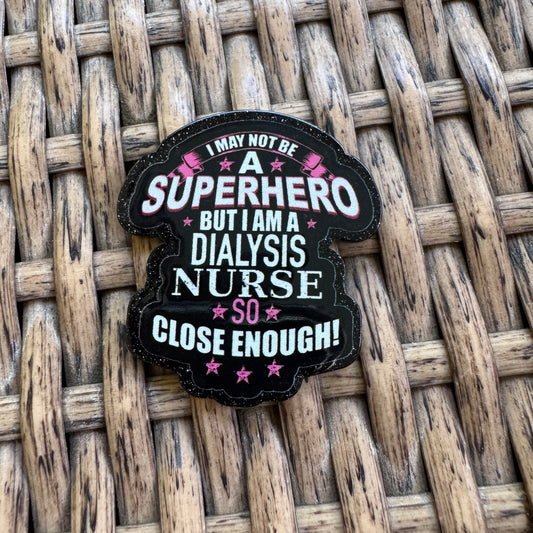 I MAY NOT BE
A
SUPERHERO
BUT I AM A
DIALYSIS
NURSE
SO
CLOSE ENOUGH!